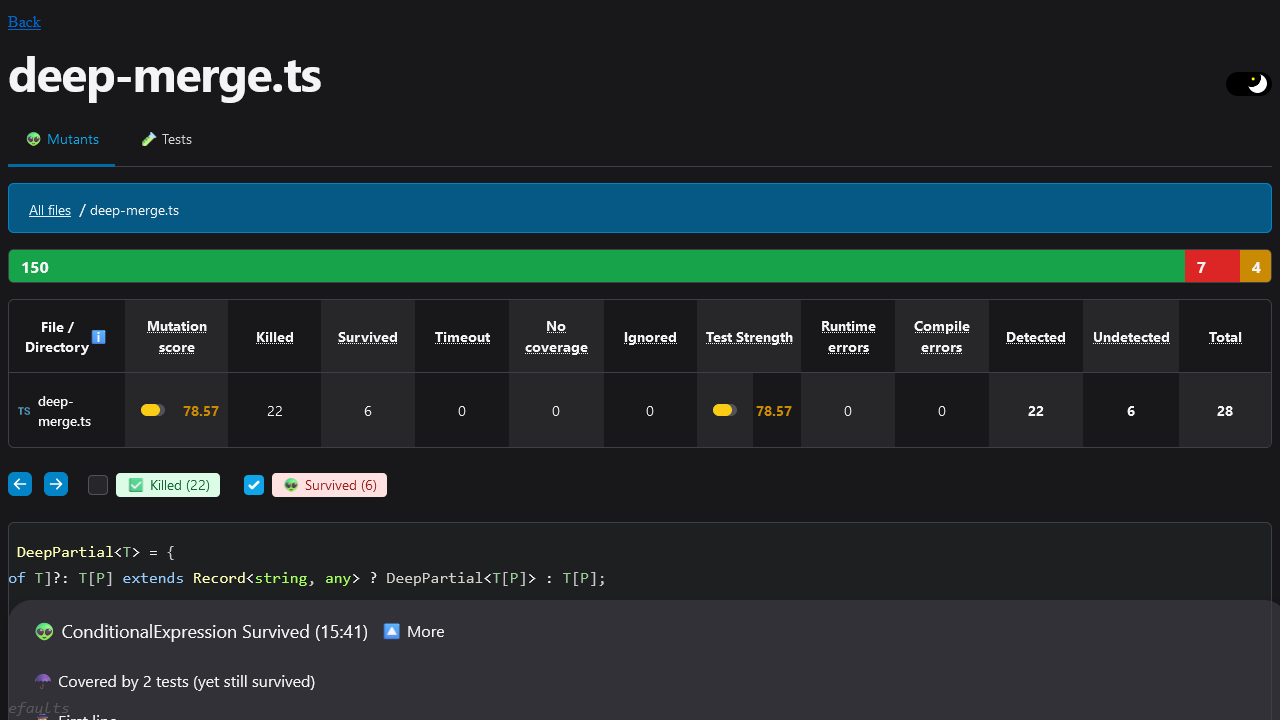 Back
deep-merge.ts
Mutants Tests
All files / deep-merge.ts
150 7 4
File / Directory Mutation score Killed Survived Timeout No coverage Ignored Test Strength Runtime errors Compile errors Detected Undetected Total
TS deep-merge.ts 78.57 22 6 0 0 0 78.57 0 0 22 6 28
Killed (22) Survived (6)
DeepPartial<T> = {
of T]?: T[P] extends Record<string, any> ? DeepPartial<T[P]> : T[P];
ConditionalExpression Survived (15:41) More
Covered by 2 tests (yet still survived)
efaults
First line